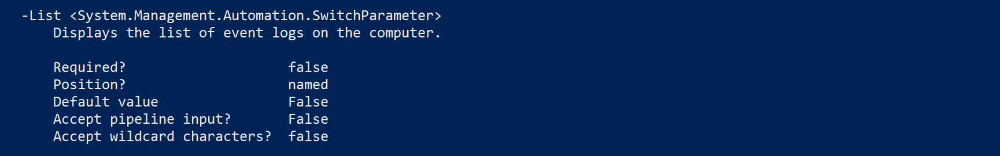 -List <System.Management.Automation.SwitchParameter>
Displays the list of event logs on the computer.
Required? false
Position? named
Default value False
Accept pipeline input? False
Accept wildcard characters? false